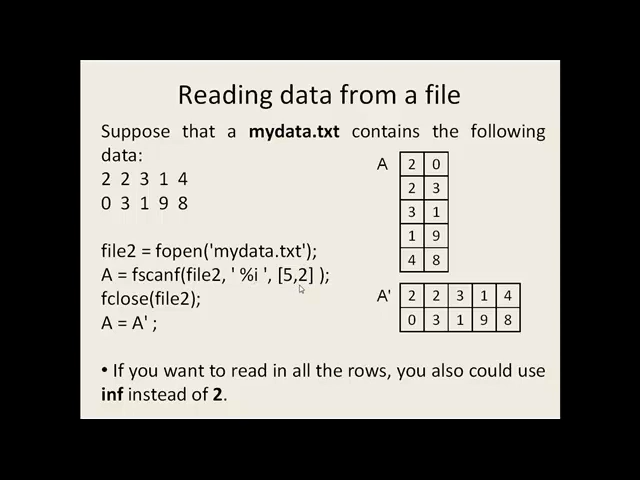 Reading data from a file
Suppose that a mydata.txt contains the following
data:
2 2 3 1 4
0 3 1 9 8
file2 = fopen('mydata.txt');
A = fscanf(file2, ' %i ', [5,2] );
fclose(file2);
A = A' ;
A
2 0
2 3
3 1
1 9
4 8
A'
2 2 3 1 4
0 3 1 9 8
• If you want to read in all the rows, you also could use
inf instead of 2.